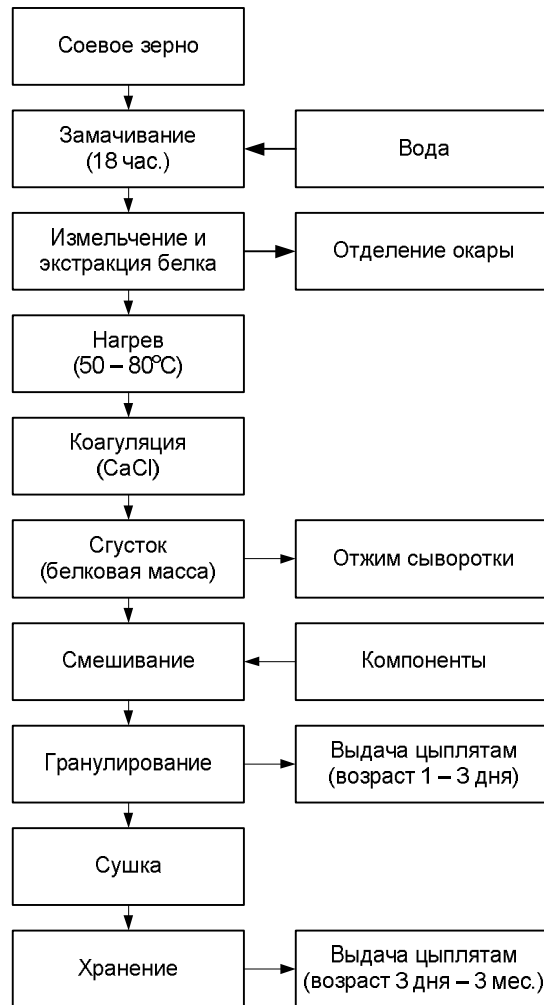 Соевое зерно
Замачивание
(18 час.)
Вода
Измельчение и
экстракция белка
Отделение окары
Нагрев
(50 – 80°С)
Коагуляция
(CaCl)
Сгусток
(белковая масса)
Отжим сыворотки
Смешивание
Компоненты
Гранулирование
Выдача цыплятам
(возраст 1 – 3 дня)
Сушка
Хранение
Выдача цыплятам
(возраст 3 дня – 3 мес.)